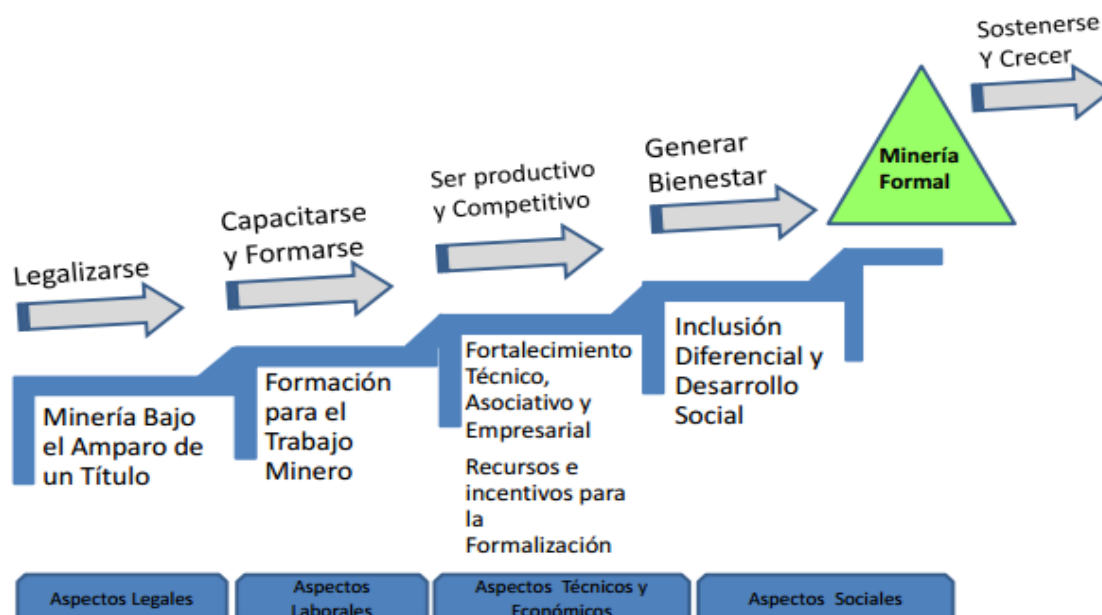 Sostenerse
Y Crecer
Minería
Formal
Generar
Bienestar
Ser productivo
y Competitivo
Capacitarse
y Formarse
Legalizarse
Minería Bajo
el Amparo de
un Título
Formación
para el
Trabajo
Minero
Fortalecimiento
Técnico,
Asociativo y
Empresarial
Recursos e
incentivos para
la
Formalización
Inclusión
Diferencial y
Desarrollo
Social
Aspectos Legales
Aspectos
Laborales
Aspectos Técnicos y
Económicos
Aspectos Sociales